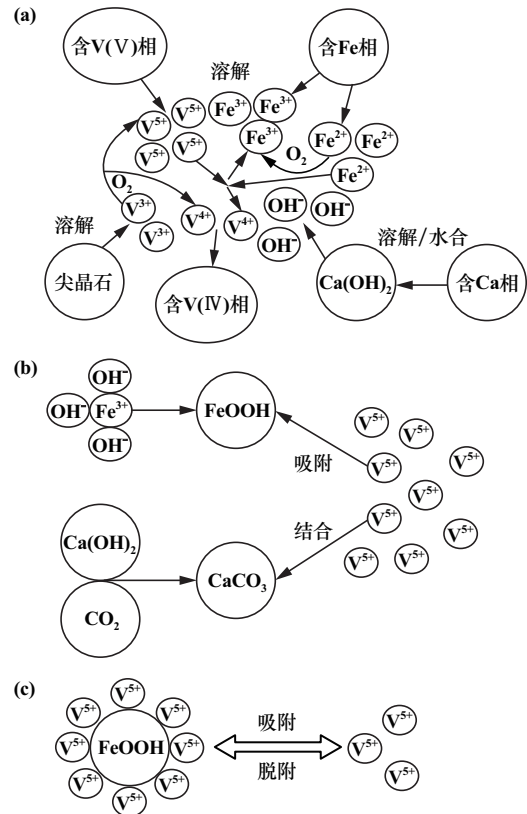 (a)
含V(Ⅴ)相
溶解
含Fe相
V⁵⁺
V⁵⁺
Fe³⁺
Fe³⁺
V⁵⁺
V⁵⁺
Fe³⁺
Fe²⁺
Fe²⁺
O₂
O₂
Fe²⁺
V³⁺
V⁴⁺
V⁴⁺
OH⁻
OH⁻
溶解
V³⁺
OH⁻
溶解/水合
尖晶石
含V(Ⅳ)相
Ca(OH)₂
含Ca相
(b)
OH⁻
OH⁻
Fe³⁺
OH⁻
FeOOH
V⁵⁺
V⁵⁺
V⁵⁺
V⁵⁺
吸附
V⁵⁺
V⁵⁺
V⁵⁺
V⁵⁺
V⁵⁺
结合
Ca(OH)₂
CO₂
CaCO₃
(c)
V⁵⁺
V⁵⁺
V⁵⁺
V⁵⁺
FeOOH
V⁵⁺
V⁵⁺
V⁵⁺
V⁵⁺
吸附
脱附
V⁵⁺
V⁵⁺
V⁵⁺